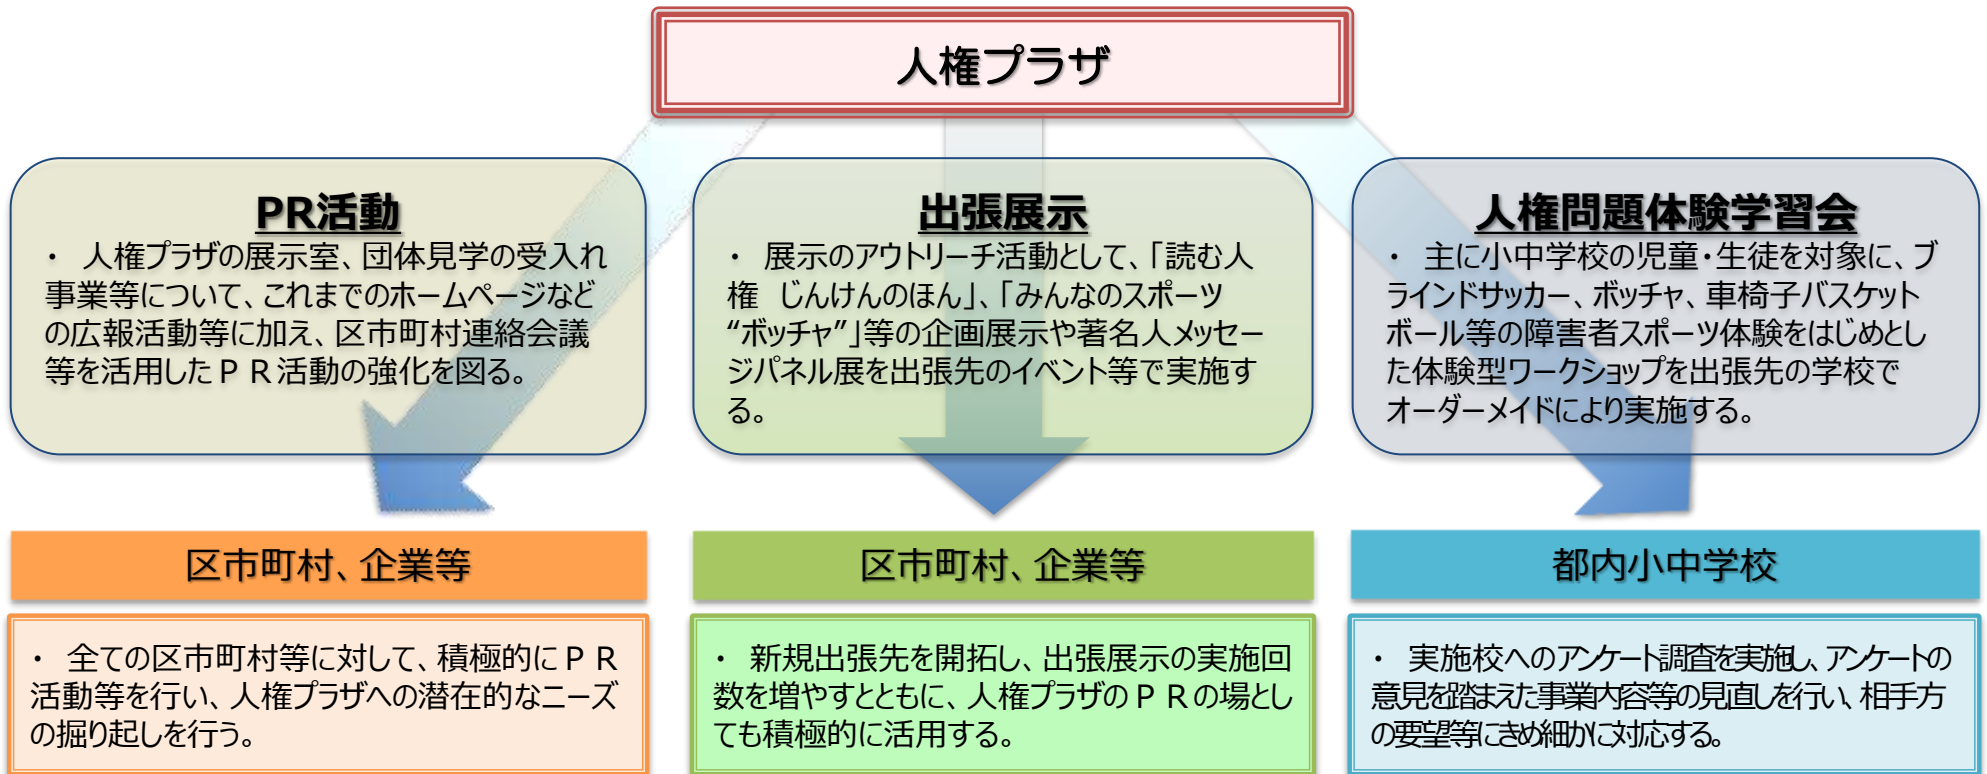 人権プラザ
PR活動
・ 人権プラザの展示室、団体見学の受入れ
事業等について、これまでのホームページなど
の広報活動等に加え、区市町村連絡会議
等を活用したＰＲ活動の強化を図る。
出張展示
・ 展示のアウトリーチ活動として、「読む人
権 じんけんのほん」、「みんなのスポーツ
“ボッチャ”」等の企画展示や著名人メッセー
ジパネル展を出張先のイベント等で実施す
る。
人権問題体験学習会
・ 主に小中学校の児童・生徒を対象に、ブ
ラインドサッカー、ボッチャ、車椅子バスケット
ボール等の障害者スポーツ体験をはじめとし
た体験型ワークショップを出張先の学校で
オーダーメイドにより実施する。
区市町村、企業等
区市町村、企業等
都内小中学校
・ 全ての区市町村等に対して、積極的にＰＲ
活動等を行い、人権プラザへの潜在的なニーズ
の掘り起しを行う。
・ 新規出張先を開拓し、出張展示の実施回
数を増やすとともに、人権プラザのＰＲの場とし
ても積極的に活用する。
・ 実施校へのアンケート調査を実施し、アンケートの
意見を踏まえた事業内容等の見直しを行い、相手方
の要望等にきめ細かに対応する。